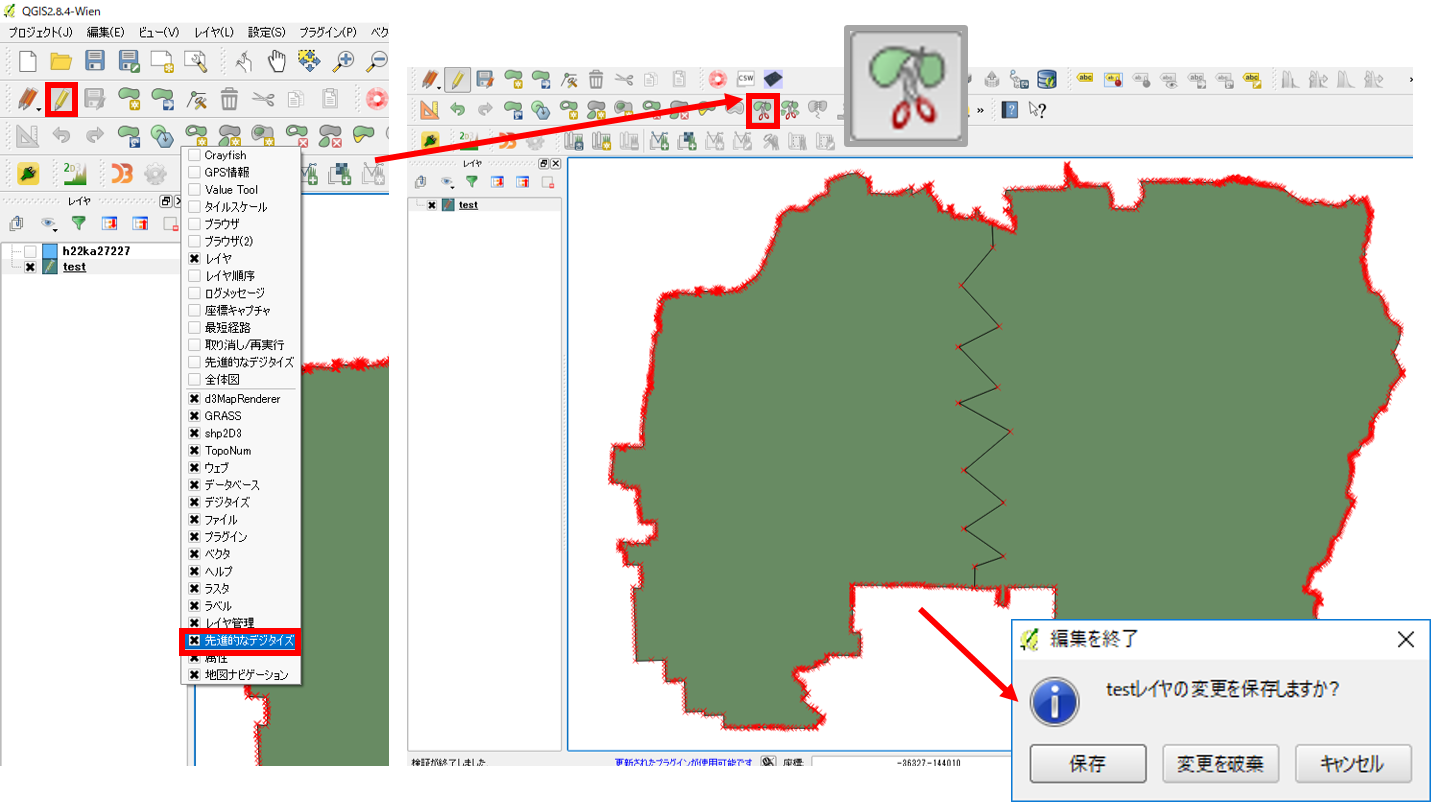 QGIS2.8.4-Wien
プロジェクト(J) 編集(E) ビュー(V) レイヤ(L) 設定(S) プラグイン(P) ベク
レイヤ
h22ka27227
test
Crayfish
GPS情報
Value Tool
タイルスケール
ブラウザ
ブラウザ(2)
レイヤ
レイヤ順序
ログメッセージ
座標キャプチャ
最短経路
取り消し/再実行
先進的なデジタイズ
全体図
d3MapRenderer
GRASS
shp2D3
TopoNum
ウェブ
データベース
デジタイズ
ファイル
プラグイン
ベクタ
ヘルプ
ラスタ
ラベル
レイヤ管理
先進的なデジタイズ
属性
地図ナビゲーション
CSW
abc
レイヤ
test
検証が終了しました
更新されたプラグインが使用可能です
座標:
-36327,-144010
編集を終了
testレイヤの変更を保存しますか?
保存 変更を破棄 キャンセル